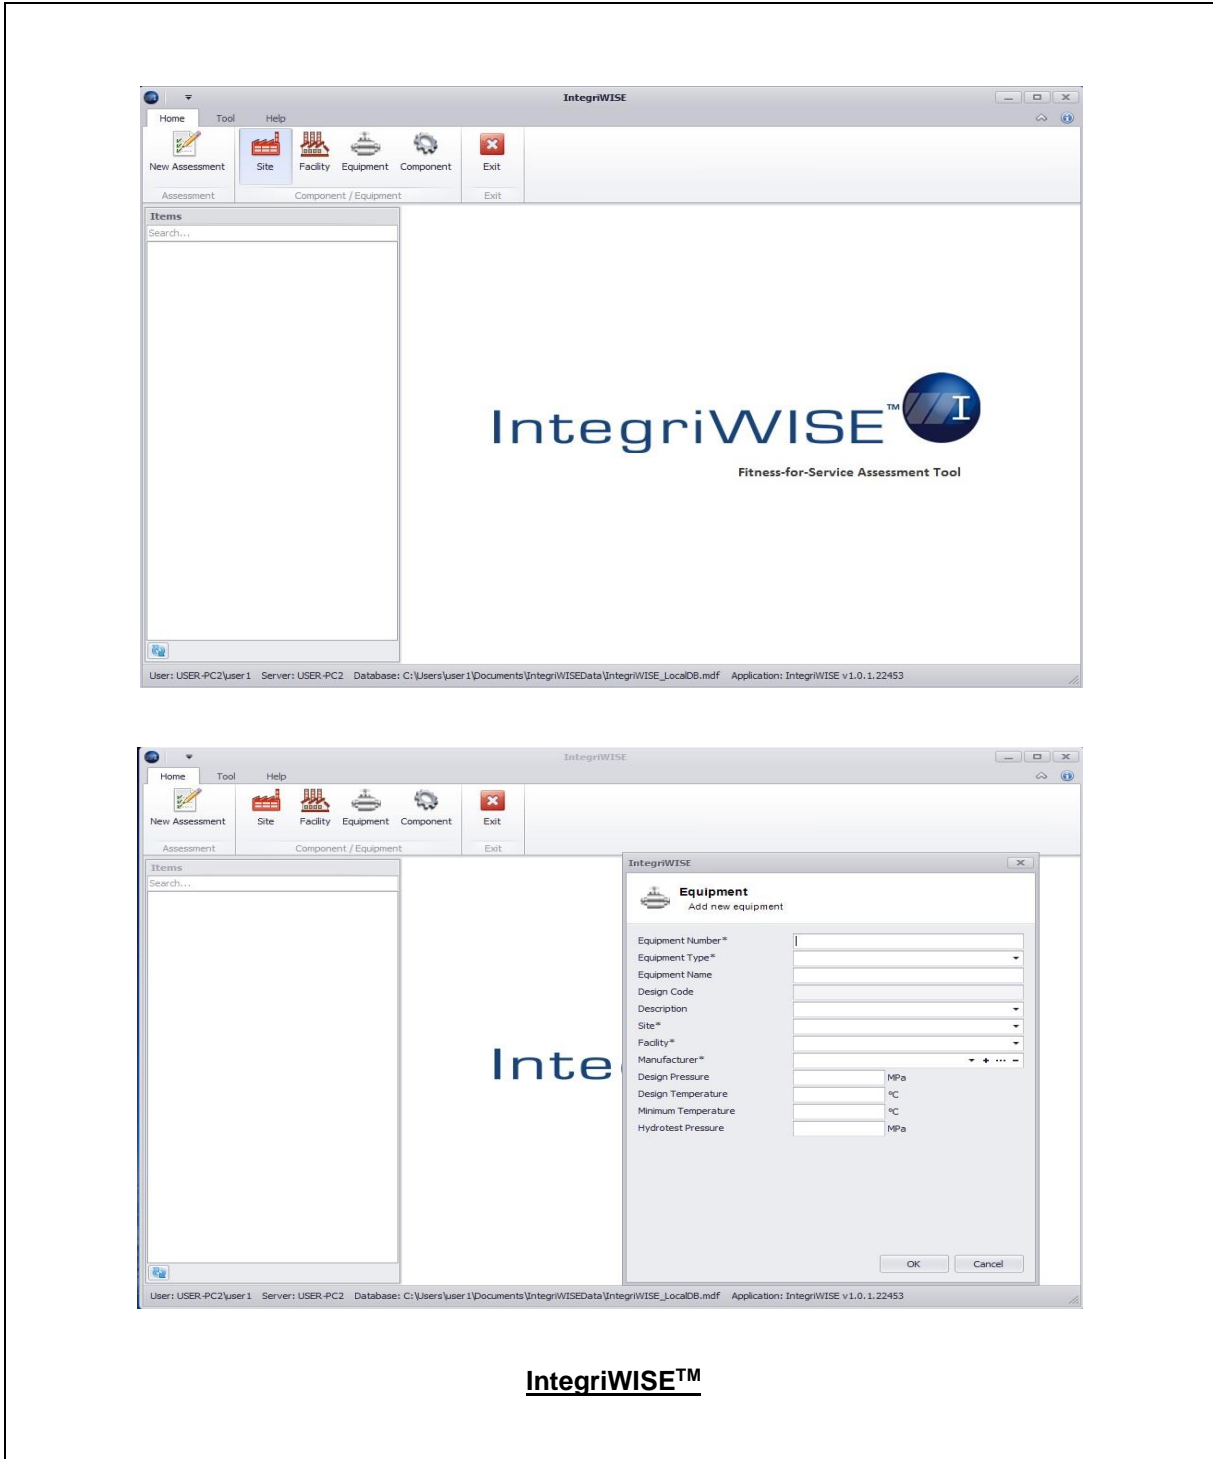 IntegriWISE
Home Tool Help
New Assessment Site Facility Equipment Component Exit
Assessment Component / Equipment Exit
Items
Search...
IntegriWISE™ I
Fitness-for-Service Assessment Tool
User: USER-PC2\user1 Server: USER-PC2 Database: C:\Users\user1\Documents\IntegriWISEData\IntegriWISE_LocalDB.mdf Application: IntegriWISE v1.0.1.22453
IntegriWISE
Home Tool Help
New Assessment Site Facility Equipment Component Exit
Assessment Component / Equipment Exit
Items
Search...
Inte
IntegriWISE
Equipment
Add new equipment
Equipment Number*
Equipment Type*
Equipment Name
Design Code
Description
Site*
Facility*
Manufacturer*
Design Pressure MPa
Design Temperature ºC
Minimum Temperature ºC
Hydrotest Pressure MPa
OK Cancel
User: USER-PC2\user1 Server: USER-PC2 Database: C:\Users\user1\Documents\IntegriWISEData\IntegriWISE_LocalDB.mdf Application: IntegriWISE v1.0.1.22453
IntegriWISE™